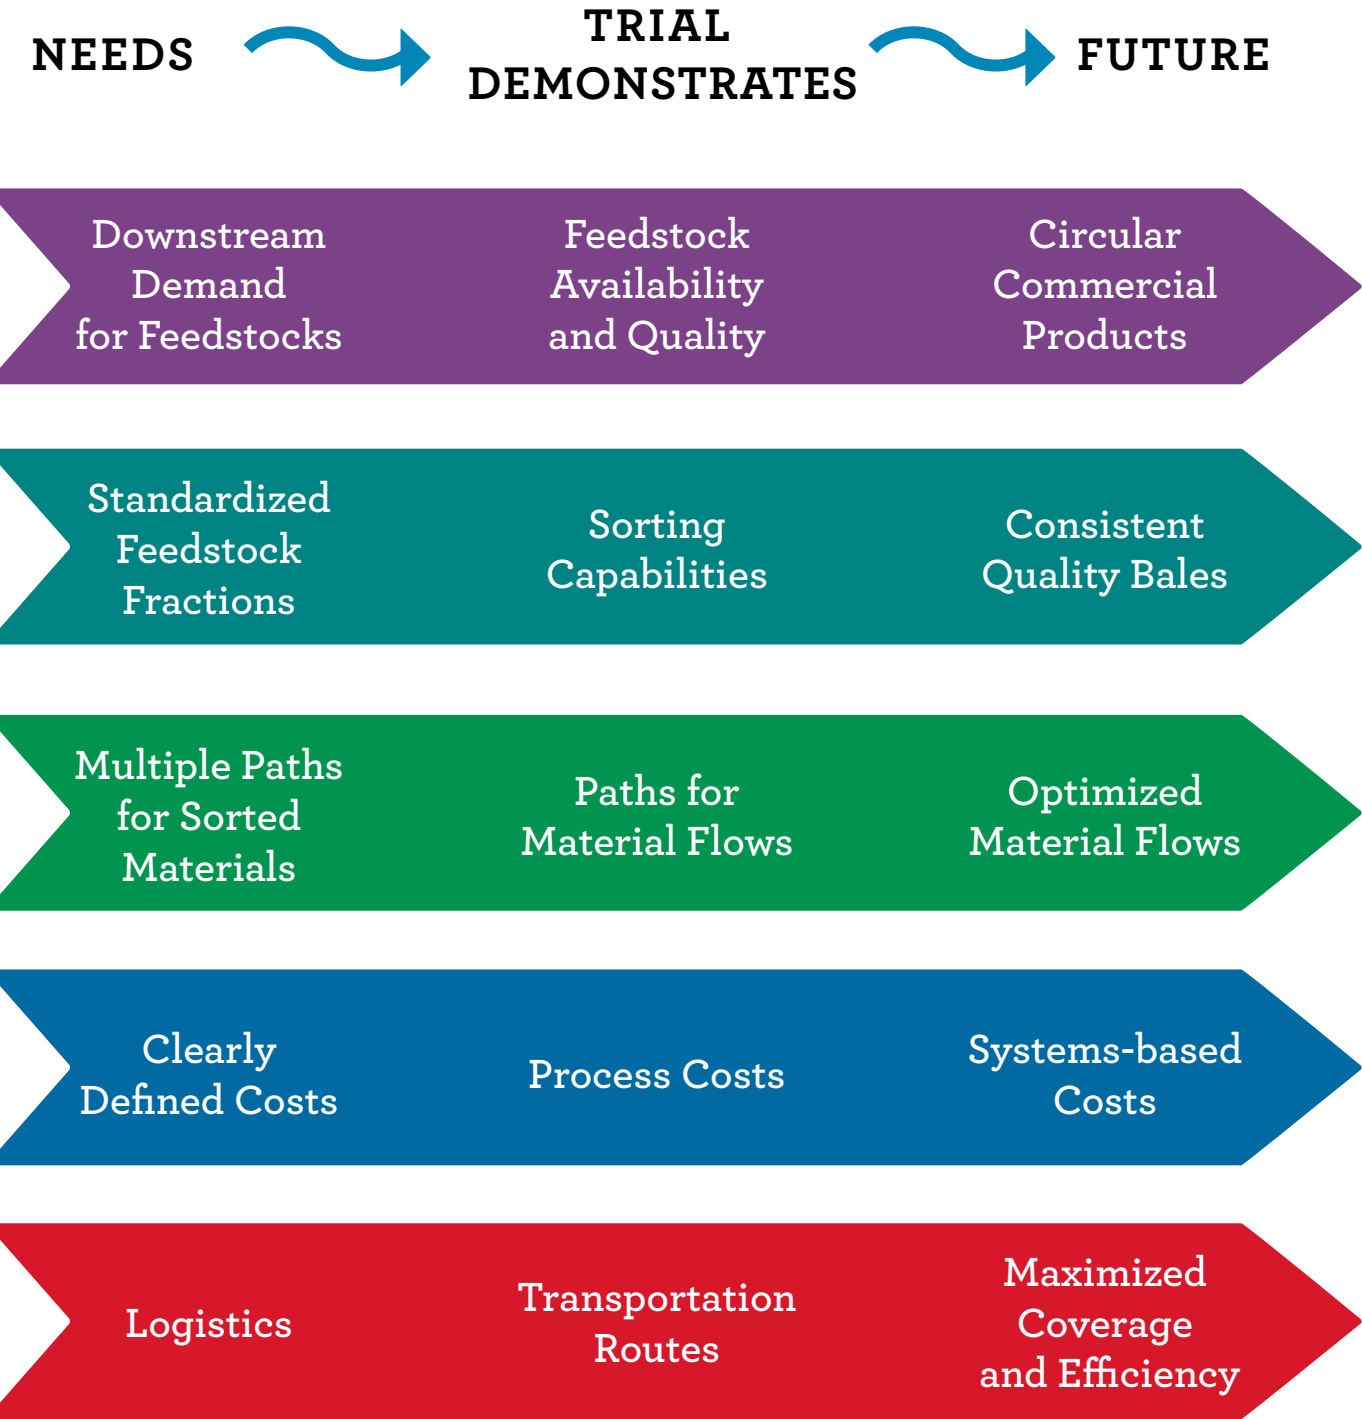 NEEDS
TRIAL
DEMONSTRATES
FUTURE
Downstream
Demand
for Feedstocks
Feedstock
Availability
and Quality
Circular
Commercial
Products
Standardized
Feedstock
Fractions
Sorting
Capabilities
Consistent
Quality Bales
Multiple Paths
for Sorted
Materials
Paths for
Material Flows
Optimized
Material Flows
Clearly
Defined Costs
Process Costs
Systems-based
Costs
Logistics
Transportation
Routes
Maximized
Coverage
and Efficiency